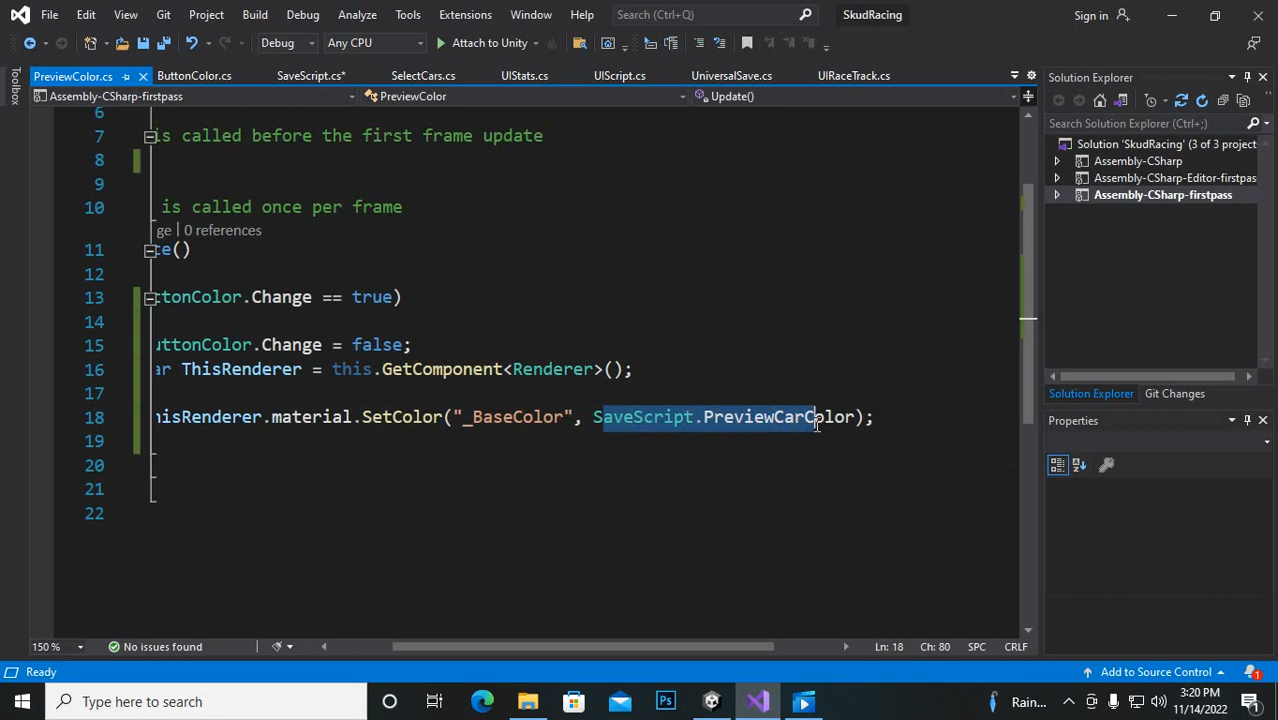 File Edit View Git Project Build Debug Analyze Tools Extensions Window Help Search (Ctrl+Q) SkudRacing Sign in
Debug Any CPU Attach to Unity
Toolbox
PreviewColor.cs ButtonColor.cs SaveScript.cs* SelectCars.cs UIStats.cs UIScript.cs UniversalSave.cs UIRaceTrack.cs
Assembly-CSharp-firstpass PreviewColor Update()
6
7 is called before the first frame update
8
9
10 is called once per frame
ge | 0 references
11 te()
12
13 ttonColor.Change == true)
14
15 uttonColor.Change = false;
16 ar ThisRenderer = this.GetComponent<Renderer>();
17
18 hisRenderer.material.SetColor("_BaseColor", SaveScript.PreviewCarColor);
19
20
21
22
150 % No issues found Ln: 18 Ch: 80 SPC CRLF
Solution Explorer
Search Solution Explorer (Ctrl+;)
Solution 'SkudRacing' (3 of 3 project
Assembly-CSharp
Assembly-CSharp-Editor-firstpas
Assembly-CSharp-firstpass
Solution Explorer Git Changes
Properties
Ready Add to Source Control 1
Type here to search Ps Rain... 3:20 PM
11/14/2022 1